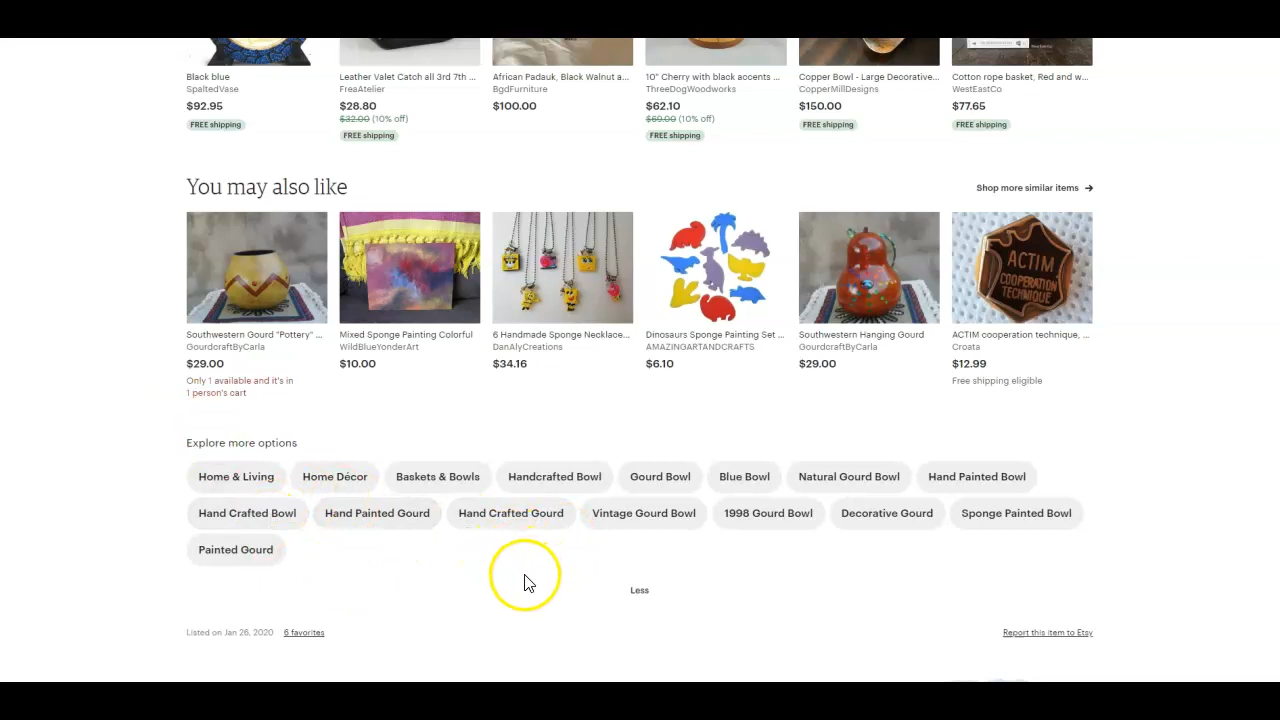 Black blue
SpaltedVase
$92.95
FREE shipping
Leather Valet Catch all 3rd 7th ...
FreaAtelier
$28.80
$32.00 (10% off)
FREE shipping
African Padauk, Black Walnut a...
BgdFurniture
$100.00
10" Cherry with black accents ...
ThreeDogWoodworks
$62.10
$69.00 (10% off)
FREE shipping
Copper Bowl - Large Decorative...
CopperMillDesigns
$150.00
FREE shipping
Cotton rope basket, Red and w...
WestEastCo
$77.65
FREE shipping
You may also like
Shop more similar items →
Southwestern Gourd "Pottery" ...
GourdcraftByCarla
$29.00
Only 1 available and it's in
1 person's cart
Mixed Sponge Painting Colorful
WildBlueYonderArt
$10.00
6 Handmade Sponge Necklace...
DanAlyCreations
$34.16
Dinosaurs Sponge Painting Set ...
AMAZINGARTANDCRAFTS
$6.10
Southwestern Hanging Gourd
GourdcraftByCarla
$29.00
ACTIM
COOPERATION
TECHNIQUE
ACTIM cooperation technique, ...
Croata
$12.99
Free shipping eligible
Explore more options
Home & Living
Home Décor
Baskets & Bowls
Handcrafted Bowl
Gourd Bowl
Blue Bowl
Natural Gourd Bowl
Hand Painted Bowl
Hand Crafted Bowl
Hand Painted Gourd
Hand Crafted Gourd
Vintage Gourd Bowl
1998 Gourd Bowl
Decorative Gourd
Sponge Painted Bowl
Painted Gourd
Less
Listed on Jan 26, 2020
6 favorites
Report this item to Etsy